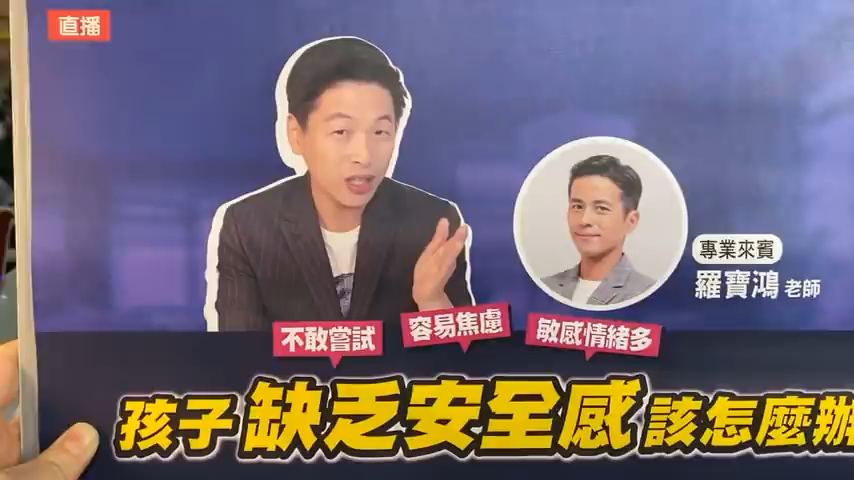 直播
專業來賓
羅寶鴻 老師
不敢嘗試
容易焦慮
敏感情緒多
孩子缺乏安全感該怎麼辦